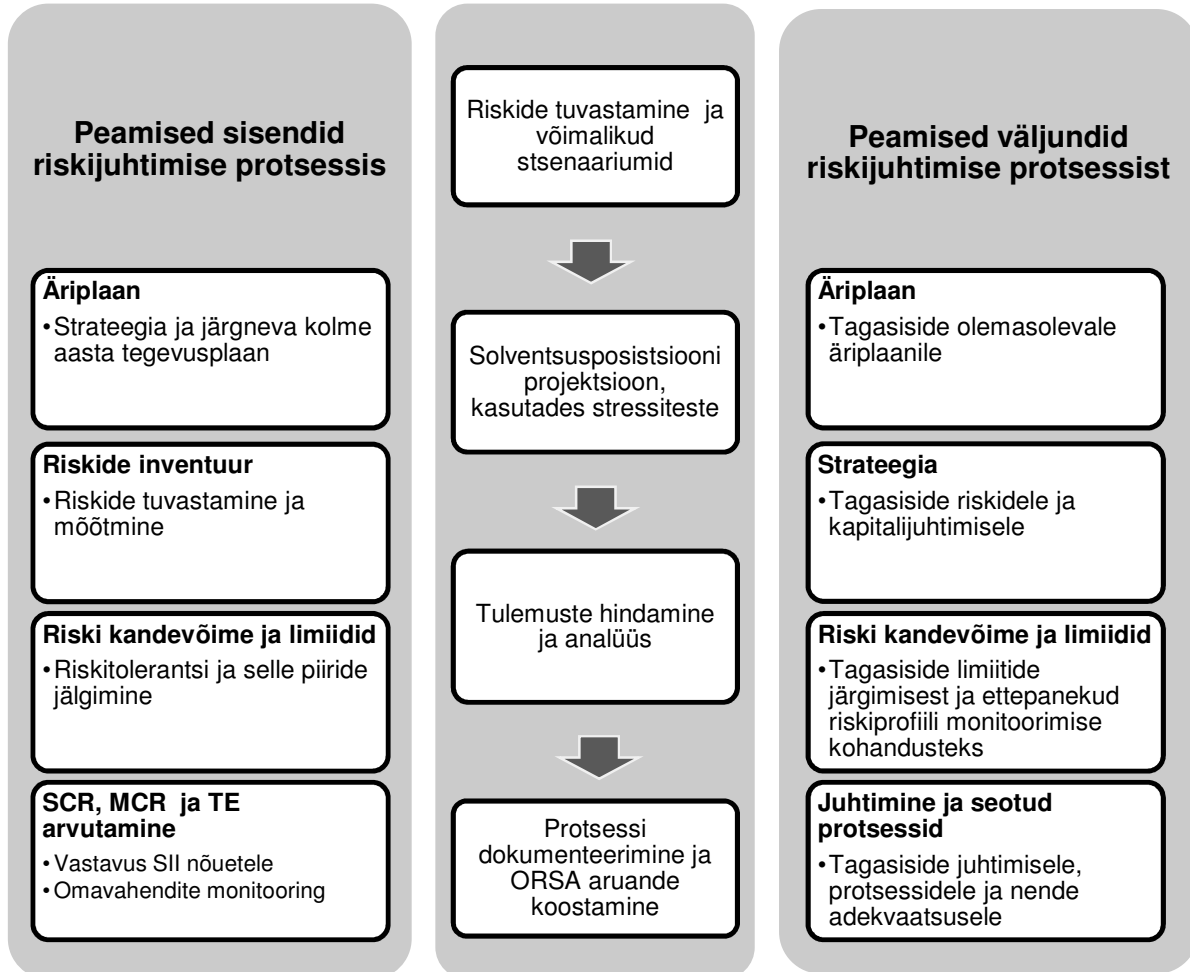 Peamised sisendid
riskijuhtimise protsessis
Äriplaan
•Strateegia ja järgneva kolme
aasta tegevusplaan
Riskide inventuur
•Riskide tuvastamine ja
mõõtmine
Riski kandevõime ja limiidid
•Riskitolerantsi ja selle piiride
jälgimine
SCR, MCR ja TE
arvutamine
•Vastavus SII nõuetele
•Omavahendite monitooring
Riskide tuvastamine ja
võimalikud
stsenaariumid
Solventsusposistsiooni
projektsioon,
kasutades stressiteste
Tulemuste hindamine
ja analüüs
Protsessi
dokumenteerimine ja
ORSA aruande
koostamine
Peamised väljundid
riskijuhtimise protsessist
Äriplaan
•Tagasiside olemasolevale
äriplaanile
Strateegia
•Tagasiside riskidele ja
kapitalijuhtimisele
Riski kandevõime ja limiidid
•Tagasiside limiitide
järgimisest ja ettepanekud
riskiprofiili monitoorimise
kohandusteks
Juhtimine ja seotud
protsessid
•Tagasiside juhtimisele,
protsessidele ja nende
adekvaatsusele